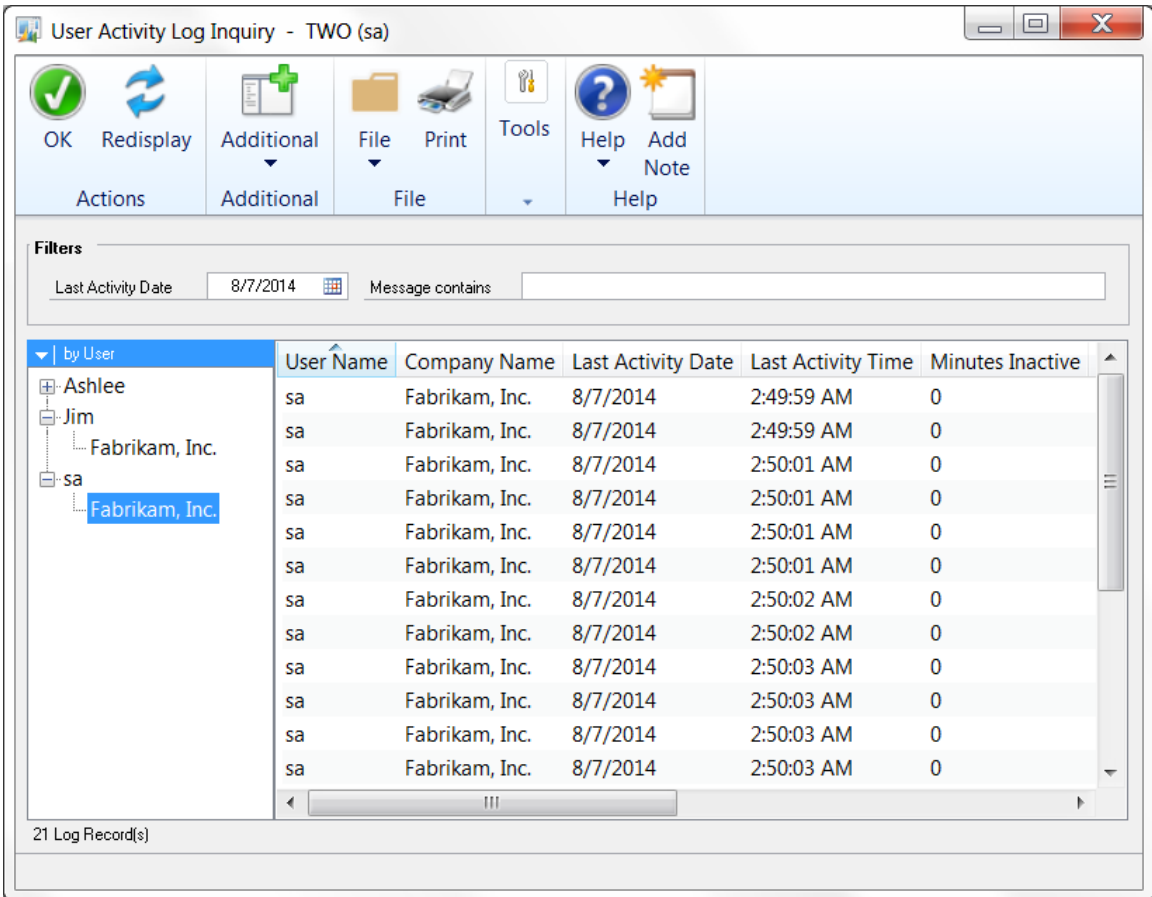 User Activity Log Inquiry - TWO (sa)
OK Redisplay Additional File Print Tools Help Add Note
Actions Additional File Help
Filters
Last Activity Date 8/7/2014 Message contains
by User
Ashlee
Jim
Fabrikam, Inc.
sa
Fabrikam, Inc.
User Name Company Name Last Activity Date Last Activity Time Minutes Inactive
sa Fabrikam, Inc. 8/7/2014 2:49:59 AM 0
sa Fabrikam, Inc. 8/7/2014 2:49:59 AM 0
sa Fabrikam, Inc. 8/7/2014 2:50:01 AM 0
sa Fabrikam, Inc. 8/7/2014 2:50:01 AM 0
sa Fabrikam, Inc. 8/7/2014 2:50:01 AM 0
sa Fabrikam, Inc. 8/7/2014 2:50:01 AM 0
sa Fabrikam, Inc. 8/7/2014 2:50:02 AM 0
sa Fabrikam, Inc. 8/7/2014 2:50:02 AM 0
sa Fabrikam, Inc. 8/7/2014 2:50:03 AM 0
sa Fabrikam, Inc. 8/7/2014 2:50:03 AM 0
sa Fabrikam, Inc. 8/7/2014 2:50:03 AM 0
sa Fabrikam, Inc. 8/7/2014 2:50:03 AM 0
21 Log Record(s)